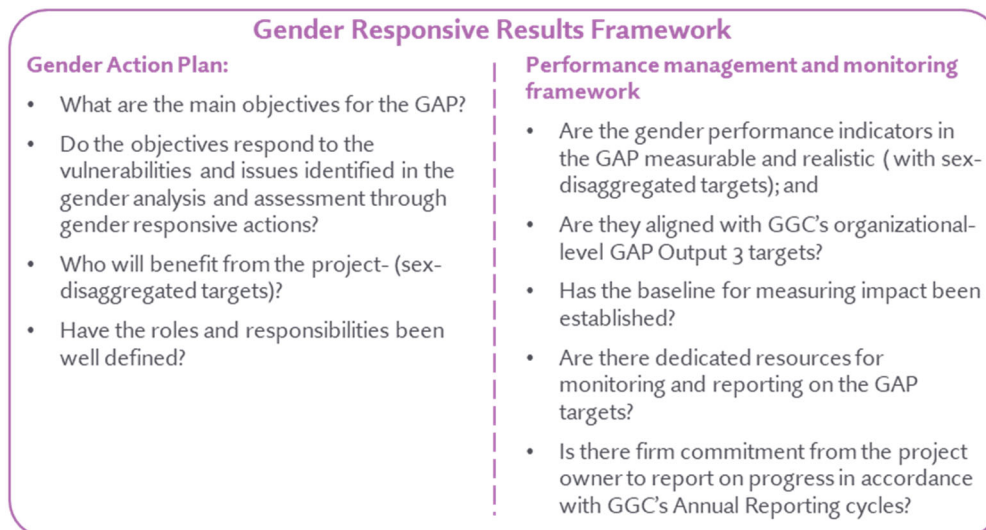 Gender Responsive Results Framework
Gender Action Plan:
• What are the main objectives for the GAP?
• Do the objectives respond to the
vulnerabilities and issues identified in the
gender analysis and assessment through
gender responsive actions?
• Who will benefit from the project- (sex-
disaggregated targets)?
• Have the roles and responsibilities been
well defined?
Performance management and monitoring
framework
• Are the gender performance indicators in
the GAP measurable and realistic ( with sex-
disaggregated targets); and
• Are they aligned with GGC’s organizational-
level GAP Output 3 targets?
• Has the baseline for measuring impact been
established?
• Are there dedicated resources for
monitoring and reporting on the GAP
targets?
• Is there firm commitment from the project
owner to report on progress in accordance
with GGC’s Annual Reporting cycles?